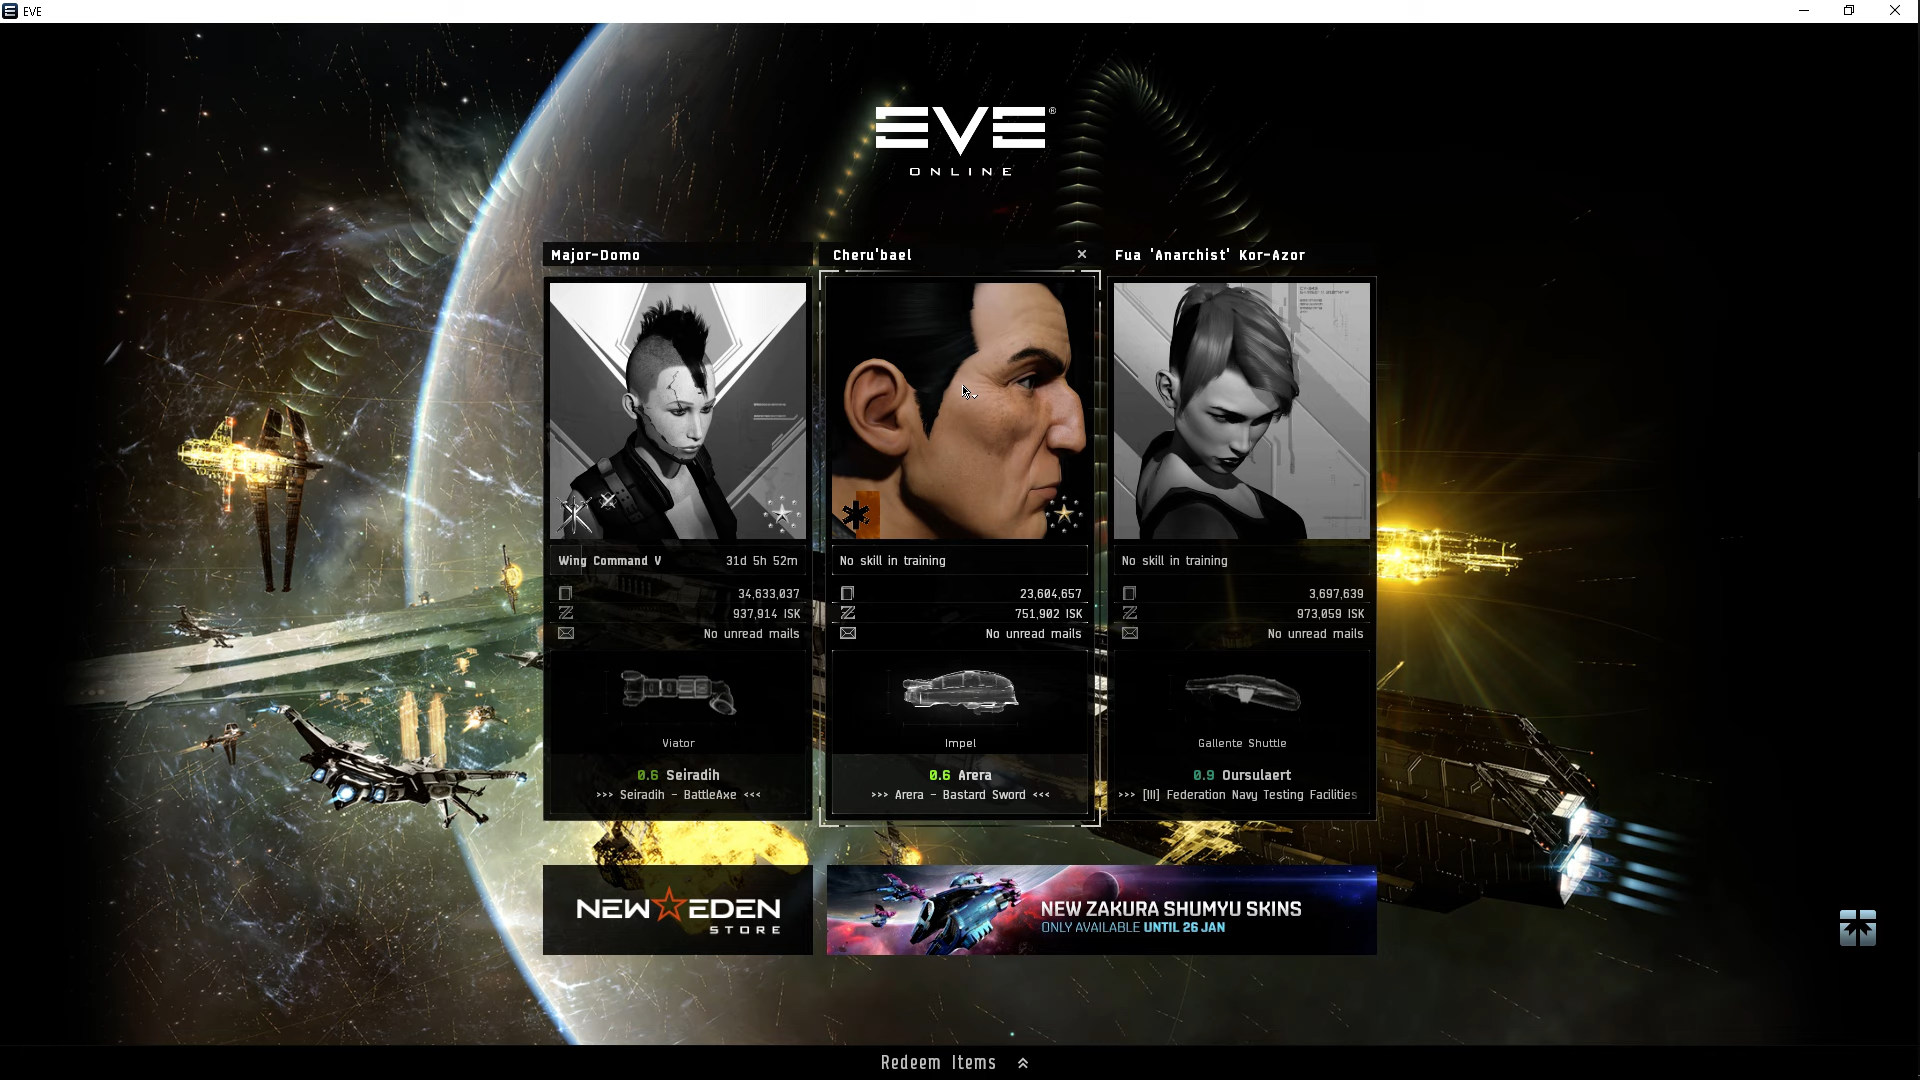 EVE
EVE®
ONLINE
Major-Domo
Cheru'bael
Fua 'Anarchist' Kor-Azor
Wing Command V 31d 5h 52m
34,633,037
937,914 ISK
No unread mails
Viator
0.6 Seiradih
>>> Seiradih - BattleAxe <<<
No skill in training
23,604,657
751,902 ISK
No unread mails
Impel
0.6 Arera
>>> Arera - Bastard Sword <<<
No skill in training
3,697,639
973,059 ISK
No unread mails
Gallente Shuttle
0.9 Oursulaert
>>> [III] Federation Navy Testing Facilities
NEW EDEN
STORE
NEW ZAKURA SHUMYU SKINS
ONLY AVAILABLE UNTIL 26 JAN
Redeem Items